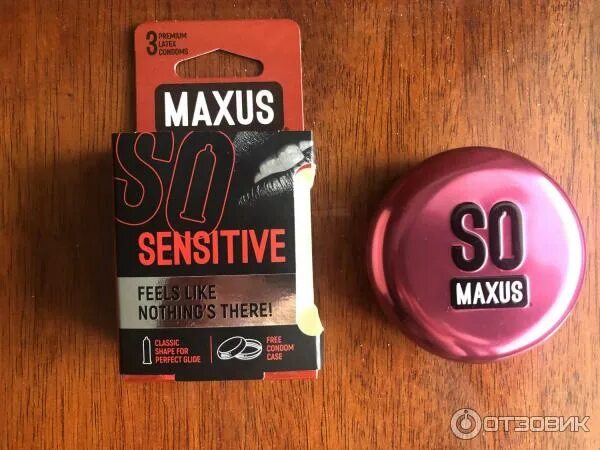 3 PREMIUM
LATEX
CONDOMS
MAXUS
SO
SENSITIVE
FEELS LIKE
NOTHING'S THERE!
CLASSIC
SHAPE FOR
PERFECT GLIDE
FREE
CONDOM
CASE
SO
MAXUS
ОТЗОВИК